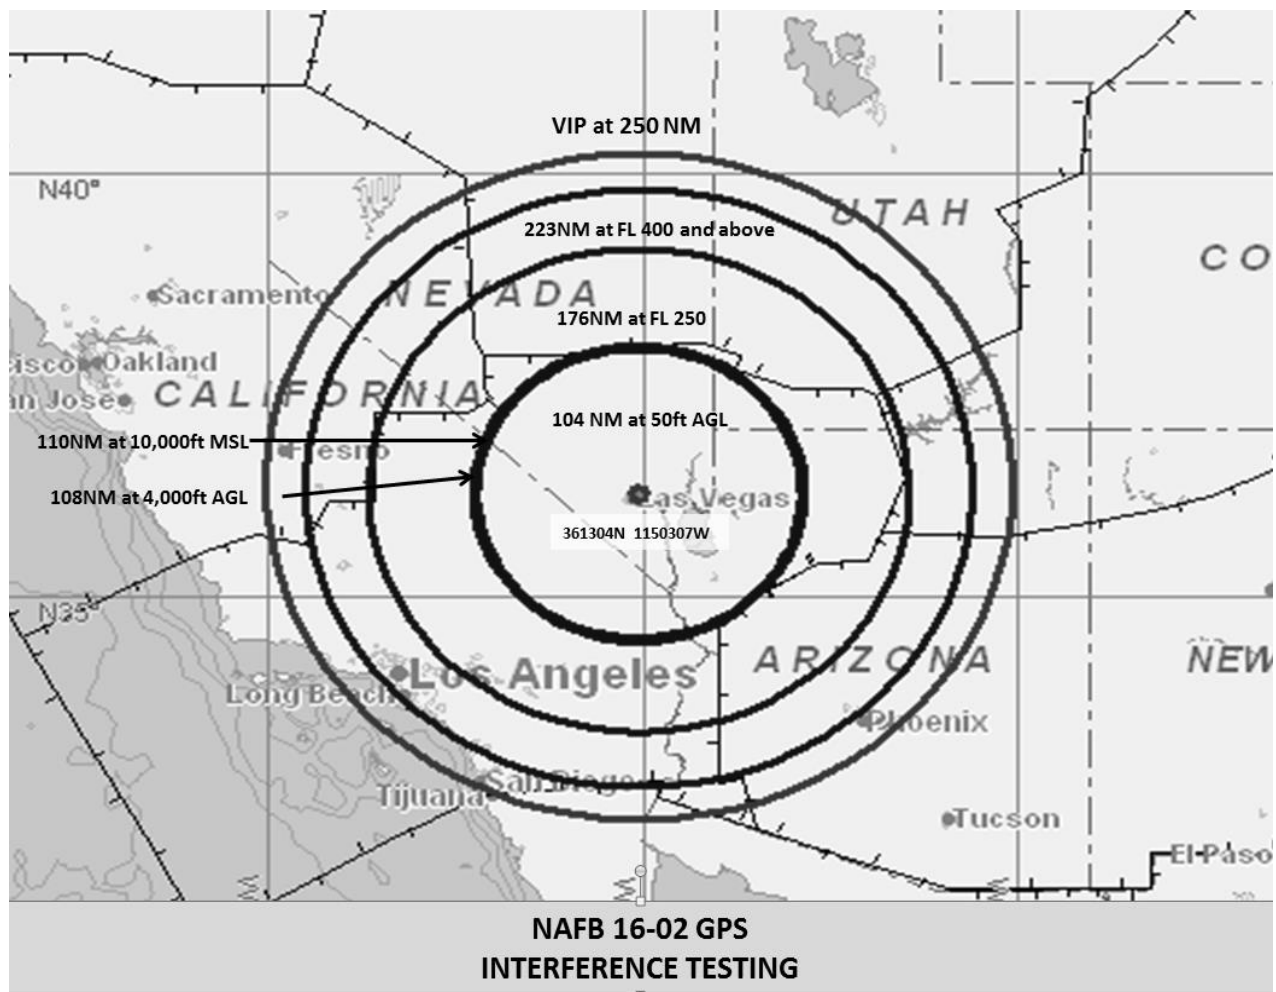 VIP at 250 NM
N40°
UTAH
223NM at FL 400 and above
CO
Sacramento
NEVADA
176NM at FL 250
isco
Oakland
an Jose
CALIFORNIA
104 NM at 50ft AGL
110NM at 10,000ft MSL
Fresno
108NM at 4,000ft AGL
Las Vegas
361304N 1150307W
N35°
Los Angeles
ARIZONA
NEW
Long Beach
Phoenix
San Diego
Tijuana
Tucson
El Paso
NAFB 16-02 GPS
INTERFERENCE TESTING